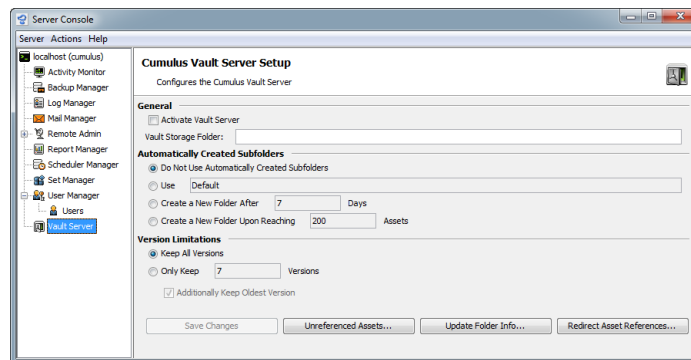 Server Console
Server Actions Help
localhost (cumulus)
Activity Monitor
Backup Manager
Log Manager
Mail Manager
Remote Admin
Report Manager
Scheduler Manager
Set Manager
User Manager
Users
Vault Server
Cumulus Vault Server Setup
Configures the Cumulus Vault Server
General
Activate Vault Server
Vault Storage Folder:
Automatically Created Subfolders
Do Not Use Automatically Created Subfolders
Use Default
Create a New Folder After 7 Days
Create a New Folder Upon Reaching 200 Assets
Version Limitations
Keep All Versions
Only Keep 7 Versions
Additionally Keep Oldest Version
Save Changes Unreferenced Assets... Update Folder Info... Redirect Asset References...